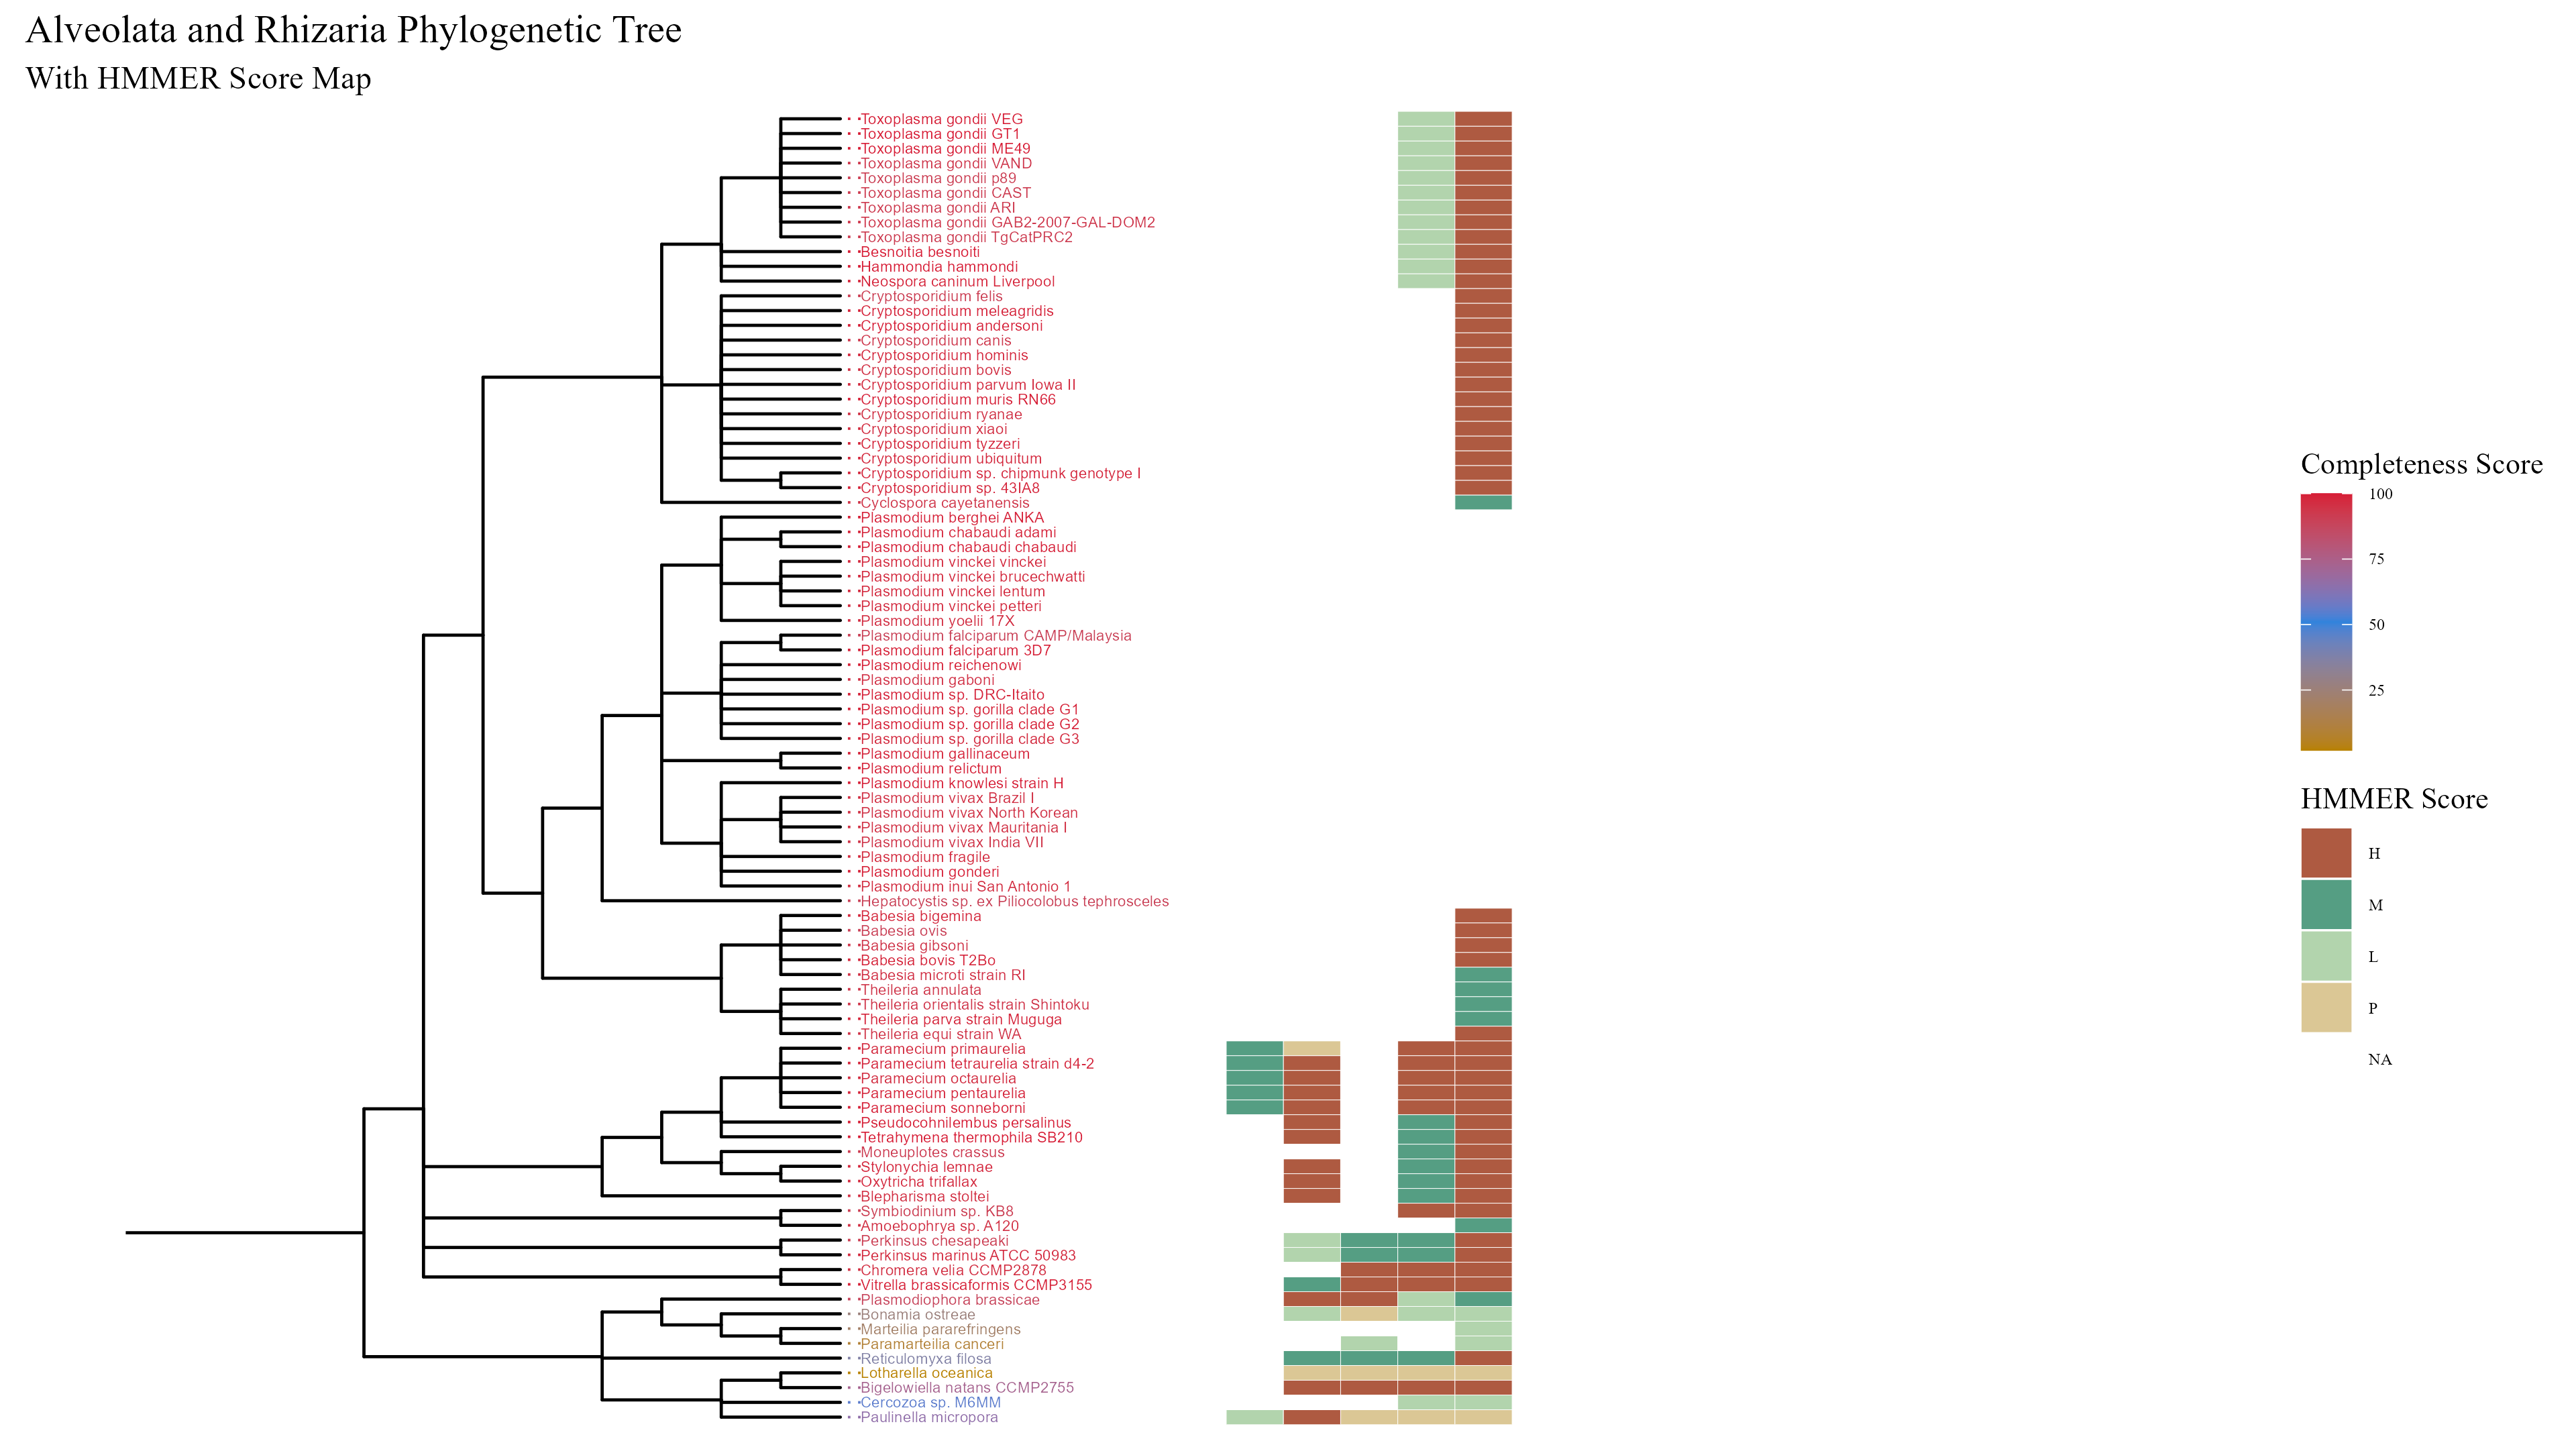 Alveolata and Rhizaria Phylogenetic Tree
With HMMER Score Map
Toxoplasma gondii VEG
Toxoplasma gondii GT1
Toxoplasma gondii ME49
Toxoplasma gondii VAND
Toxoplasma gondii p89
Toxoplasma gondii CAST
Toxoplasma gondii ARI
Toxoplasma gondii GAB2-2007-GAL-DOM2
Toxoplasma gondii TgCatPRC2
Besnoitia besnoiti
Hammondia hammondi
Neospora caninum Liverpool
Cryptosporidium felis
Cryptosporidium meleagridis
Cryptosporidium andersoni
Cryptosporidium canis
Cryptosporidium hominis
Cryptosporidium bovis
Cryptosporidium parvum Iowa II
Cryptosporidium muris RN66
Cryptosporidium ryanae
Cryptosporidium xiaoi
Cryptosporidium tyzzeri
Cryptosporidium ubiquitum
Cryptosporidium sp. chipmunk genotype I
Cryptosporidium sp. 43IA8
Cyclospora cayetanensis
Plasmodium berghei ANKA
Plasmodium chabaudi adami
Plasmodium chabaudi chabaudi
Plasmodium vinckei vinckei
Plasmodium vinckei brucechwatti
Plasmodium vinckei lentum
Plasmodium vinckei petteri
Plasmodium yoelii 17X
Plasmodium falciparum CAMP/Malaysia
Plasmodium falciparum 3D7
Plasmodium reichenowi
Plasmodium gaboni
Plasmodium sp. DRC-Itaito
Plasmodium sp. gorilla clade G1
Plasmodium sp. gorilla clade G2
Plasmodium sp. gorilla clade G3
Plasmodium gallinaceum
Plasmodium relictum
Plasmodium knowlesi strain H
Plasmodium vivax Brazil I
Plasmodium vivax North Korean
Plasmodium vivax Mauritania I
Plasmodium vivax India VII
Plasmodium fragile
Plasmodium gonderi
Plasmodium inui San Antonio 1
Hepatocystis sp. ex Piliocolobus tephrosceles
Babesia bigemina
Babesia ovis
Babesia gibsoni
Babesia bovis T2Bo
Babesia microti strain RI
Theileria annulata
Theileria orientalis strain Shintoku
Theileria parva strain Muguga
Theileria equi strain WA
Paramecium primaurelia
Paramecium tetraurelia strain d4-2
Paramecium octaurelia
Paramecium pentaurelia
Paramecium sonneborni
Pseudocohnilembus persalinus
Tetrahymena thermophila SB210
Moneuplotes crassus
Stylonychia lemnae
Oxytricha trifallax
Blepharisma stoltei
Symbiodinium sp. KB8
Amoebophrya sp. A120
Perkinsus chesapeaki
Perkinsus marinus ATCC 50983
Chromera velia CCMP2878
Vitrella brassicaformis CCMP3155
Plasmodiophora brassicae
Bonamia ostreae
Marteilia pararefringens
Paramarteilia canceri
Reticulomyxa filosa
Lotharella oceanica
Bigelowiella natans CCMP2755
Cercozoa sp. M6MM
Paulinella micropora
Completeness Score
100
75
50
25
HMMER Score
H
M
L
P
NA